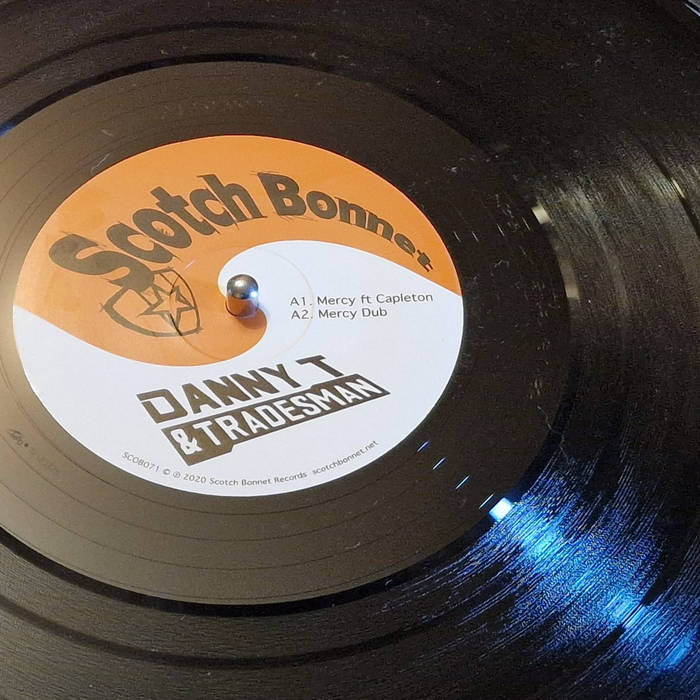 Scotch Bonnet
A1. Mercy ft Capleton
A2. Mercy Dub
DANNY T
& TRADESMAN
SCOB071 © ℗ 2020 Scotch Bonnet Records scotchbonnet.net